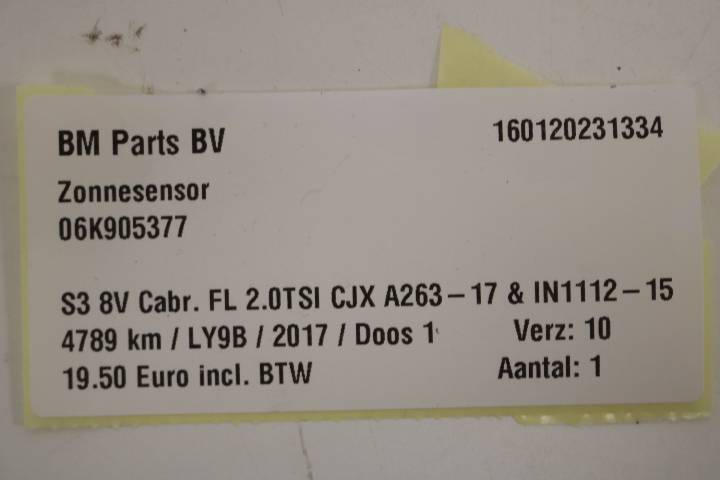 BM Parts BV 160120231334
Zonnesensor
06K905377
S3 8V Cabr. FL 2.0TSI CJX A263-17 & IN1112-15
4789 km / LY9B / 2017 / Doos 1 Verz: 10
19.50 Euro incl. BTW Aantal: 1